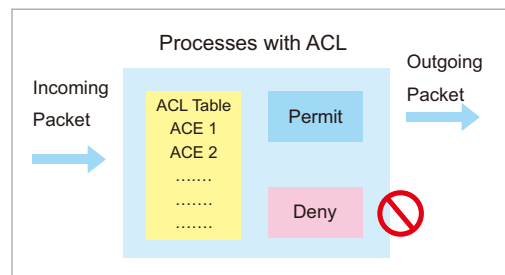 Processes with ACL
Incoming
Packet
ACL Table
ACE 1
ACE 2
.......
.......
.......
Permit
Deny
Outgoing
Packet